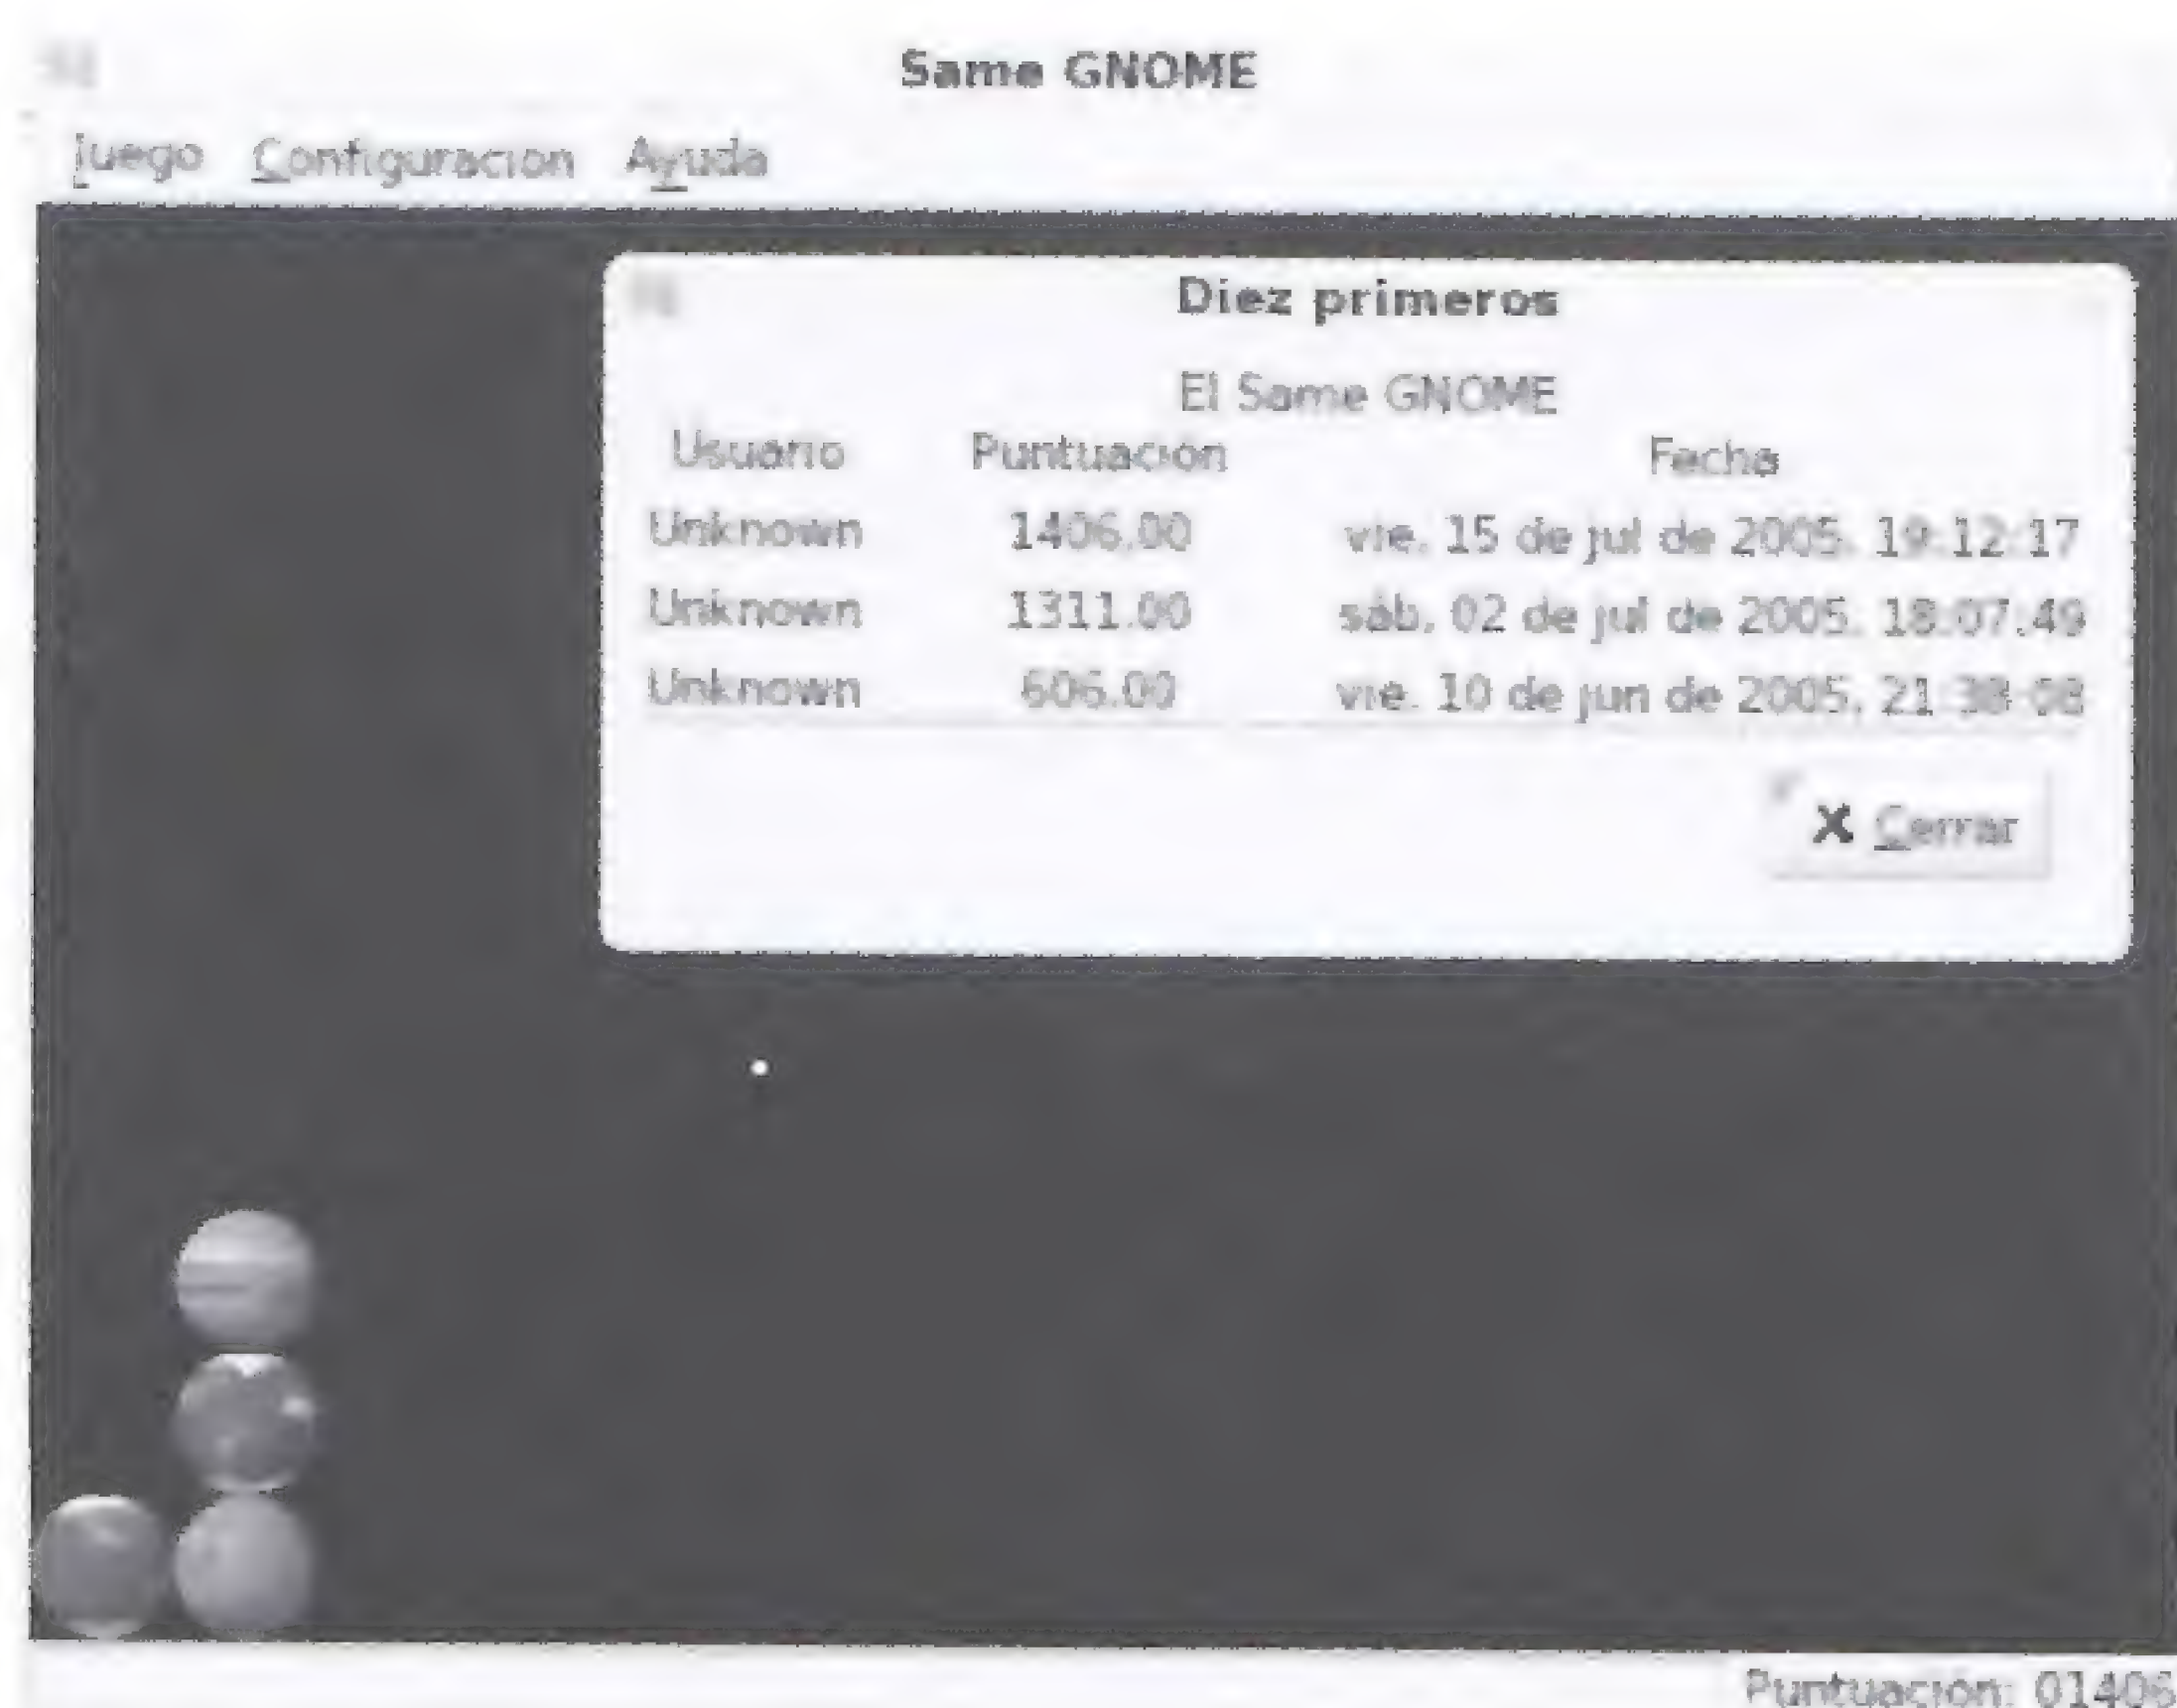 Same GNOME
Juego Configuración Ayuda
Diez primeros
El Same GNOME
Usuario Puntuación Fecha
Unknown 1406.00 vie. 15 de jul de 2005, 19:12:17
Unknown 1311.00 sáb. 02 de jul de 2005, 18:07:49
Unknown 606.00 vie. 10 de jun de 2005, 21:38:08
Cerrar
Puntuación: 01406